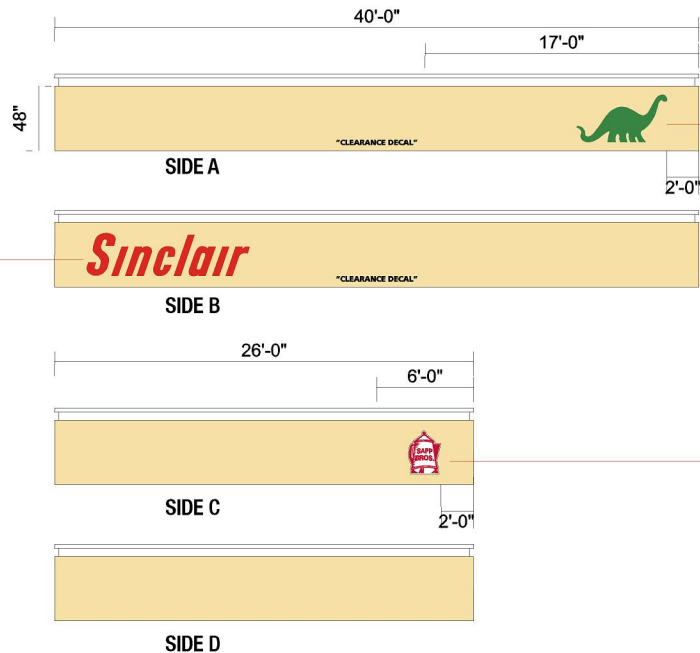 40'-0"
17'-0"
48"
"CLEARANCE DECAL"
SIDE A
2'-0"
Sinclair
"CLEARANCE DECAL"
SIDE B
26'-0"
6'-0"
SAPP
BROS.
SIDE C
2'-0"
SIDE D